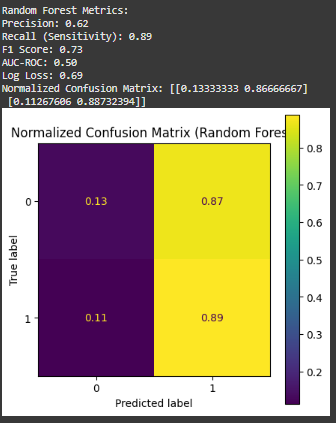 Random Forest Metrics:
Precision: 0.62
Recall (Sensitivity): 0.89
F1 Score: 0.73
AUC-ROC: 0.50
Log Loss: 0.69
Normalized Confusion Matrix: [[0.13333333 0.86666667]
[0.11267606 0.88732394]]
Normalized Confusion Matrix (Random Fores
0
0.13
0.87
1
0.11
0.89
0
1
True label
Predicted label
0.8
0.7
0.6
0.5
0.4
0.3
0.2